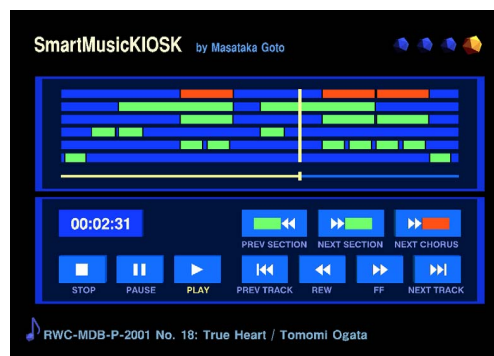 SmartMusicKIOSK by Masataka Goto
00:02:31
PREV SECTION NEXT SECTION NEXT CHORUS
STOP PAUSE PLAY PREV TRACK REW FF NEXT TRACK
RWC-MDB-P-2001 No. 18: True Heart / Tomomi Ogata